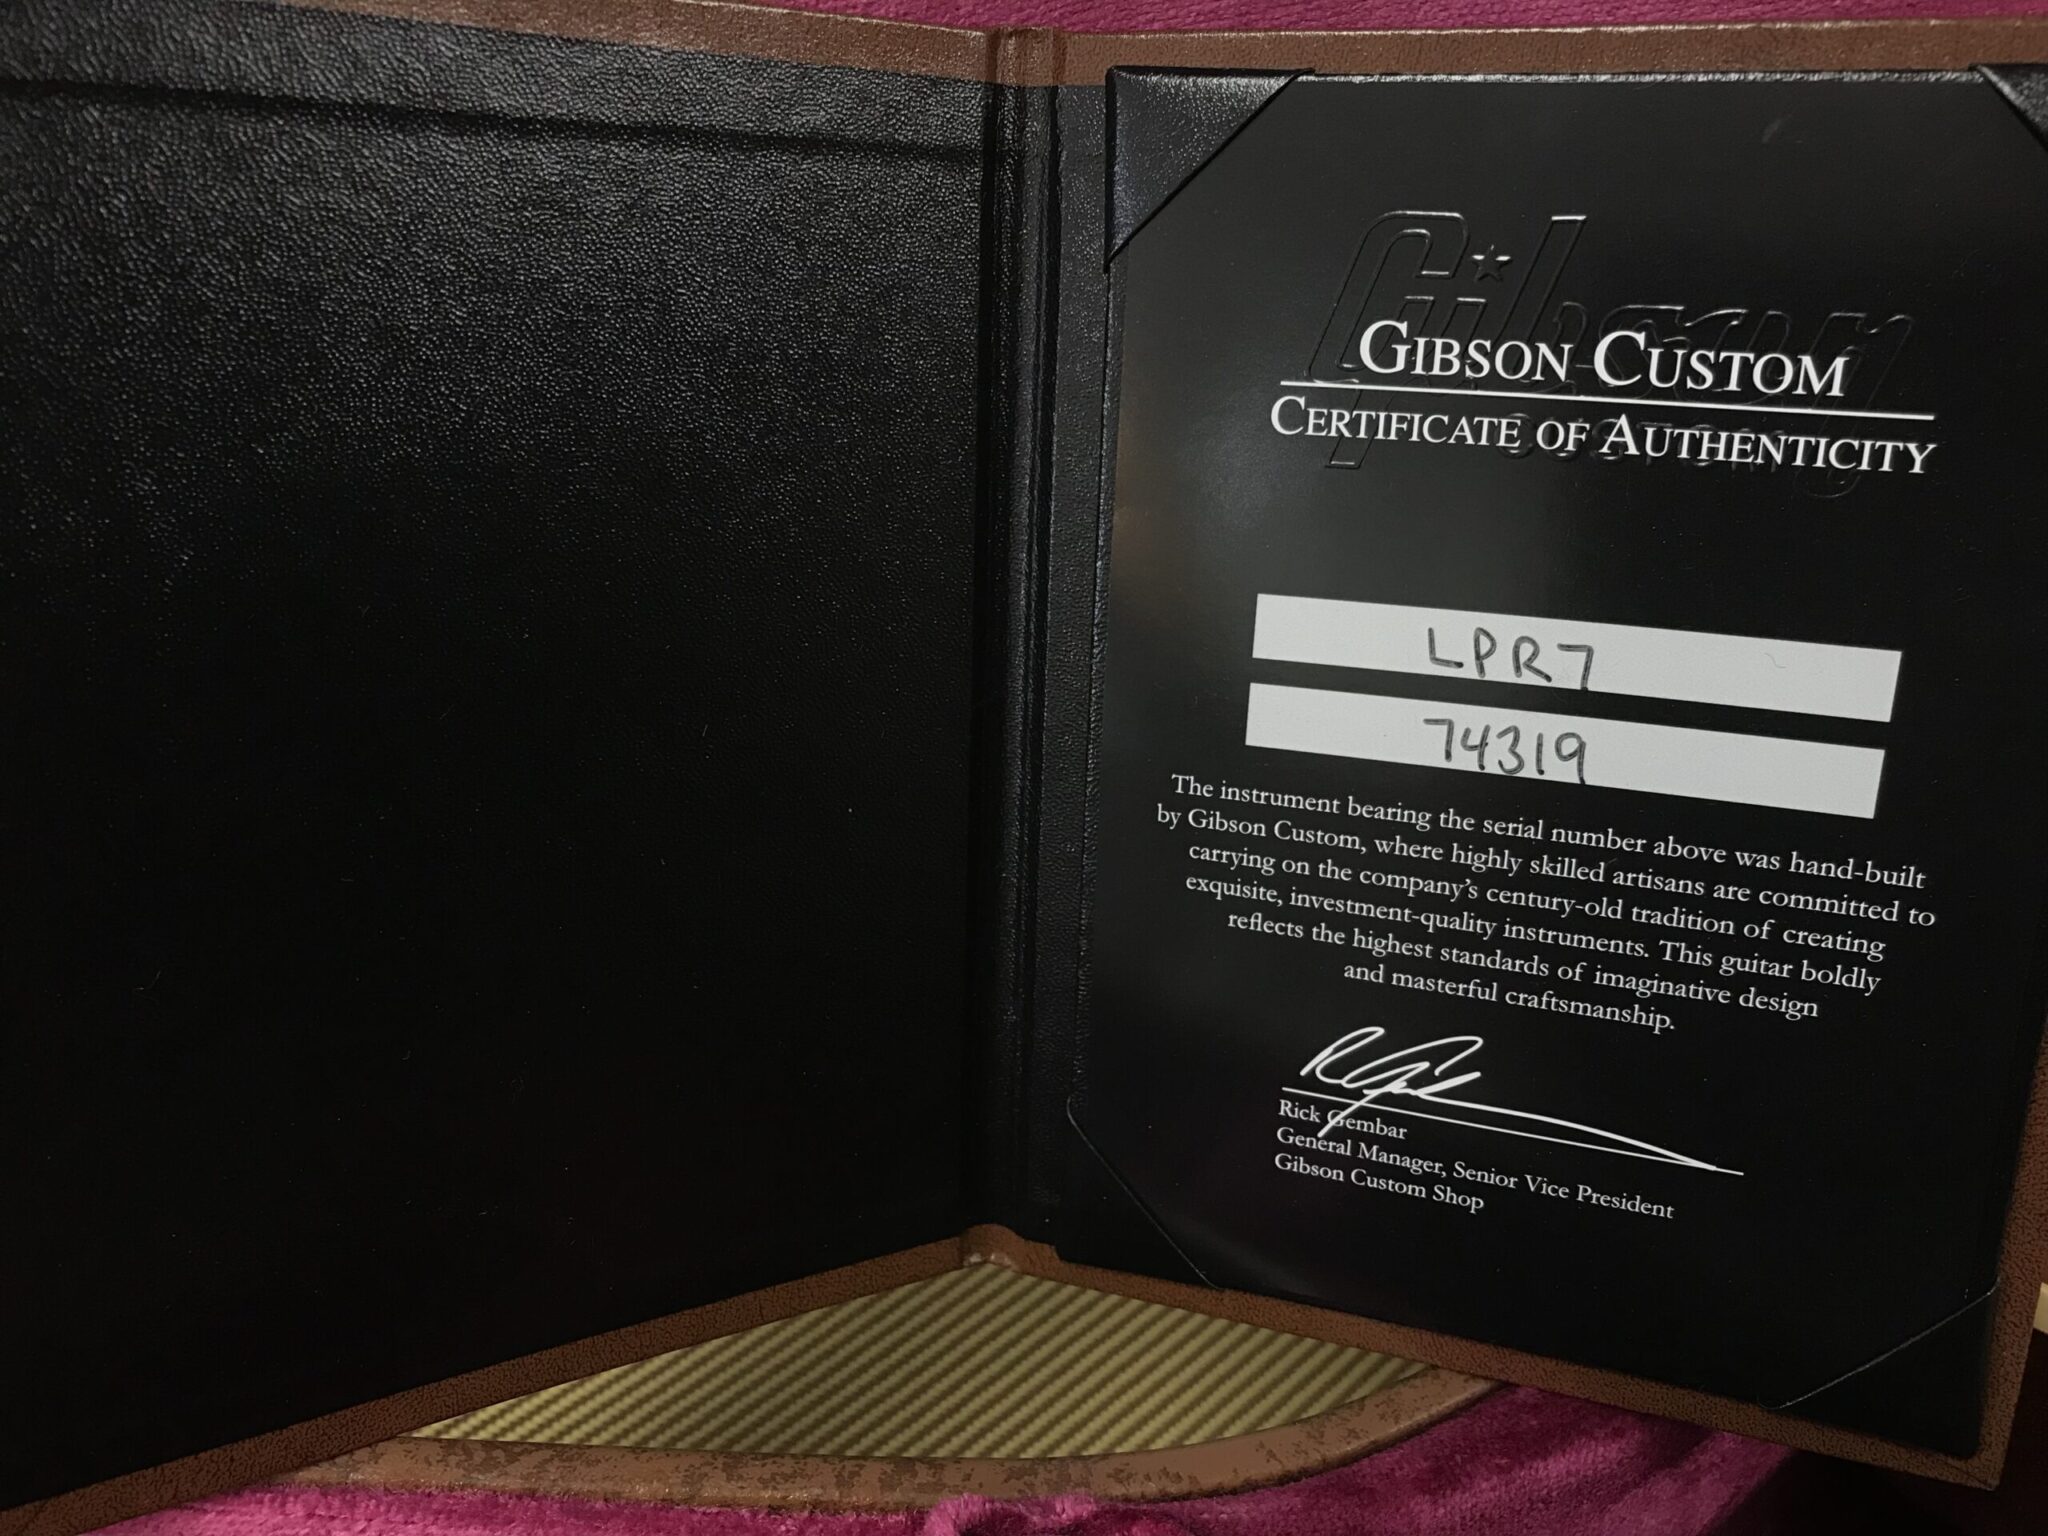 Gibson
CUSTOM
GIBSON CUSTOM
CERTIFICATE OF AUTHENTICITY
LPR7
74319
The instrument bearing the serial number above was hand-built
by Gibson Custom, where highly skilled artisans are committed to
carrying on the company's century-old tradition of creating
exquisite, investment-quality instruments. This guitar boldly
reflects the highest standards of imaginative design
and masterful craftsmanship.
Rick Gembar
General Manager, Senior Vice President
Gibson Custom Shop